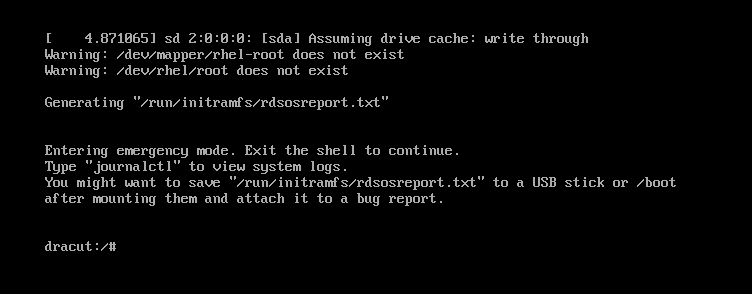 [    4.871065] sd 2:0:0:0: [sda] Assuming drive cache: write through
Warning: /dev/mapper/rhel-root does not exist
Warning: /dev/rhel/root does not exist
Generating "/run/initramfs/rdsosreport.txt"
Entering emergency mode. Exit the shell to continue.
Type "journalctl" to view system logs.
You might want to save "/run/initramfs/rdsosreport.txt" to a USB stick or /boot
after mounting them and attach it to a bug report.
dracut:/#